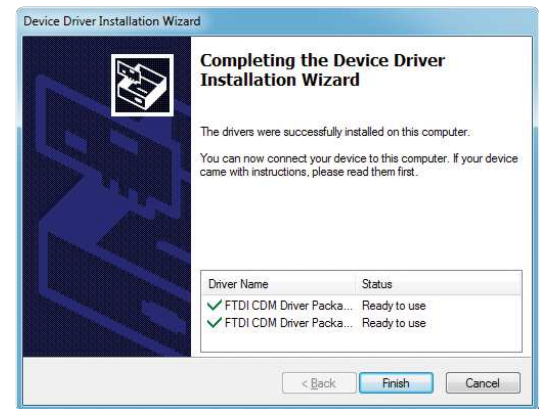 Device Driver Installation Wizard
Completing the Device Driver
Installation Wizard
The drivers were successfully installed on this computer.
You can now connect your device to this computer. If your device
came with instructions, please read them first.
Driver Name Status
FTDI CDM Driver Packa... Ready to use
FTDI CDM Driver Packa... Ready to use
< Back Finish Cancel